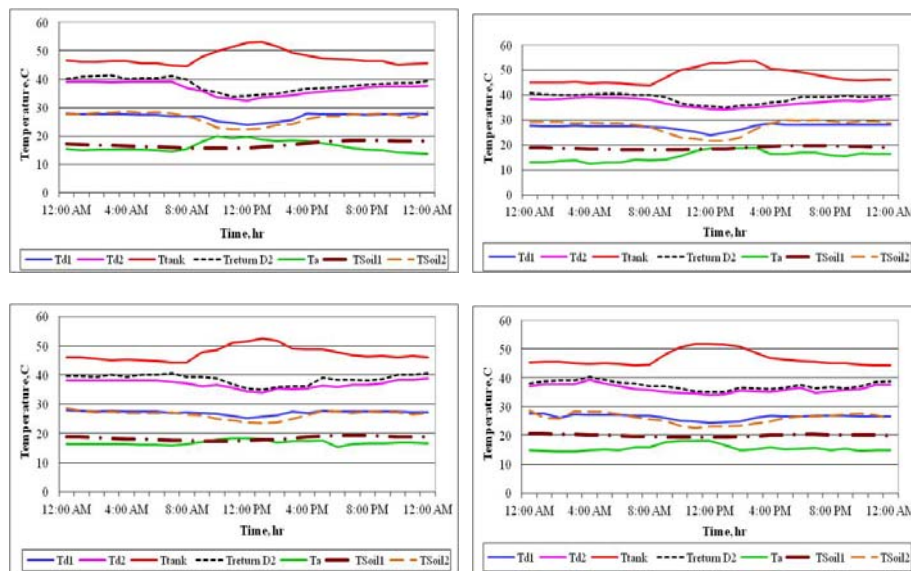 60
50
40
30
20
10
0
Temperature,C
12:00 AM 4:00 AM 8:00 AM 12:00 PM 4:00 PM 8:00 PM 12:00 AM
Time, hr
Td1 Td2 Ttank Treturn D2 Ta TSoil1 TSoil2
60
50
40
30
20
10
0
Temperature,C
12:00 AM 4:00 AM 8:00 AM 12:00 PM 4:00 PM 8:00 PM 12:00 AM
Time, hr
Td1 Td2 Ttank Treturn D2 Ta TSoil1 TSoil2
60
50
40
30
20
10
0
Temperature,C
12:00 AM 4:00 AM 8:00 AM 12:00 PM 4:00 PM 8:00 PM 12:00 AM
Time, hr
Td1 Td2 Ttank Treturn D2 Ta TSoil1 TSoil2
60
50
40
30
20
10
0
Temperature,C
12:00 AM 4:00 AM 8:00 AM 12:00 PM 4:00 PM 8:00 PM 12:00 AM
Time, hr
Td1 Td2 Ttank Treturn D2 Ta TSoil1 TSoil2